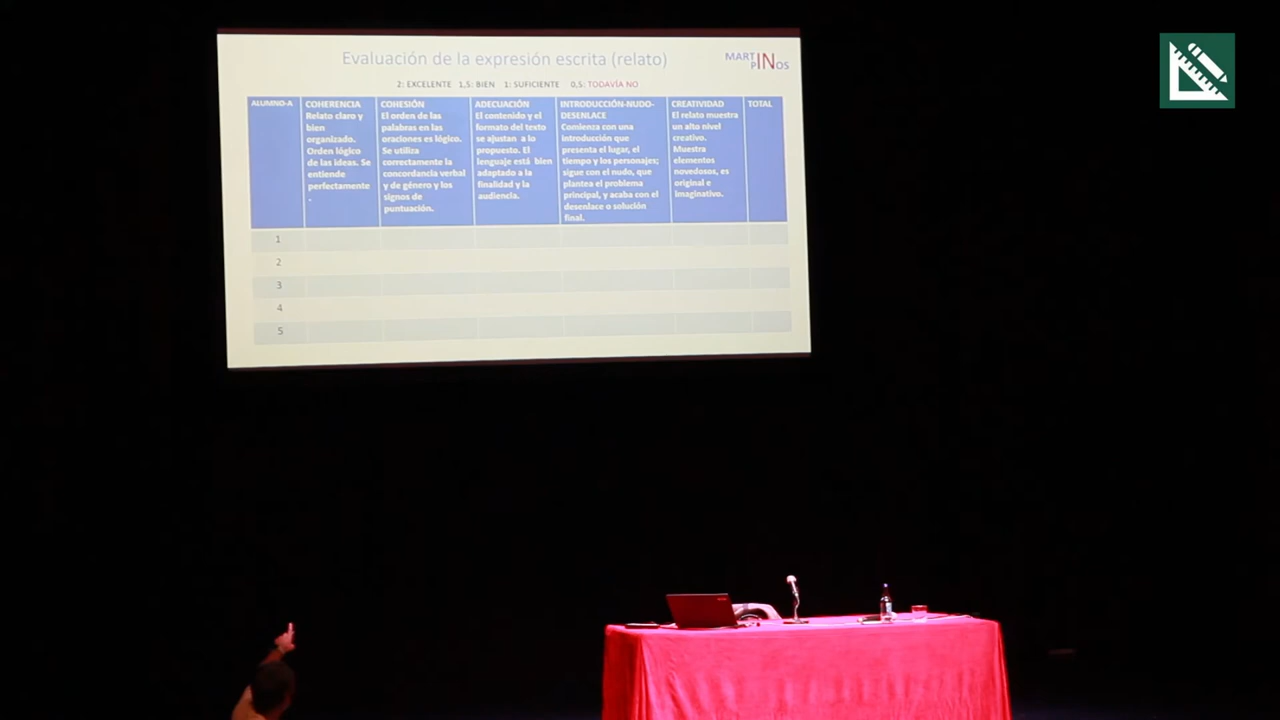 Evaluación de la expresión escrita (relato)
MART
PINOS
2: EXCELENTE 1,5: BIEN 1: SUFICIENTE 0,5: TODAVÍA NO
ALUMNO-A
COHERENCIA
Relato claro y
bien
organizado.
Orden lógico
de las ideas. Se
entiende
perfectamente
.
COHESIÓN
El orden de las
palabras en las
oraciones es lógico.
Se utiliza
correctamente la
concordancia verbal
y de género y los
signos de
puntuación.
ADECUACIÓN
El contenido y el
formato del texto
se ajustan a lo
propuesto. El
lenguaje está bien
adaptado a la
finalidad y la
audiencia.
INTRODUCCIÓN-NUDO-
DESENLACE
Comienza con una
introducción que
presenta el lugar, el
tiempo y los personajes;
sigue con el nudo, que
plantea el problema
principal, y acaba con el
desenlace o solución
final.
CREATIVIDAD
El relato muestra
un alto nivel
creativo.
Muestra
elementos
novedosos, es
original e
imaginativo.
TOTAL
1
2
3
4
5